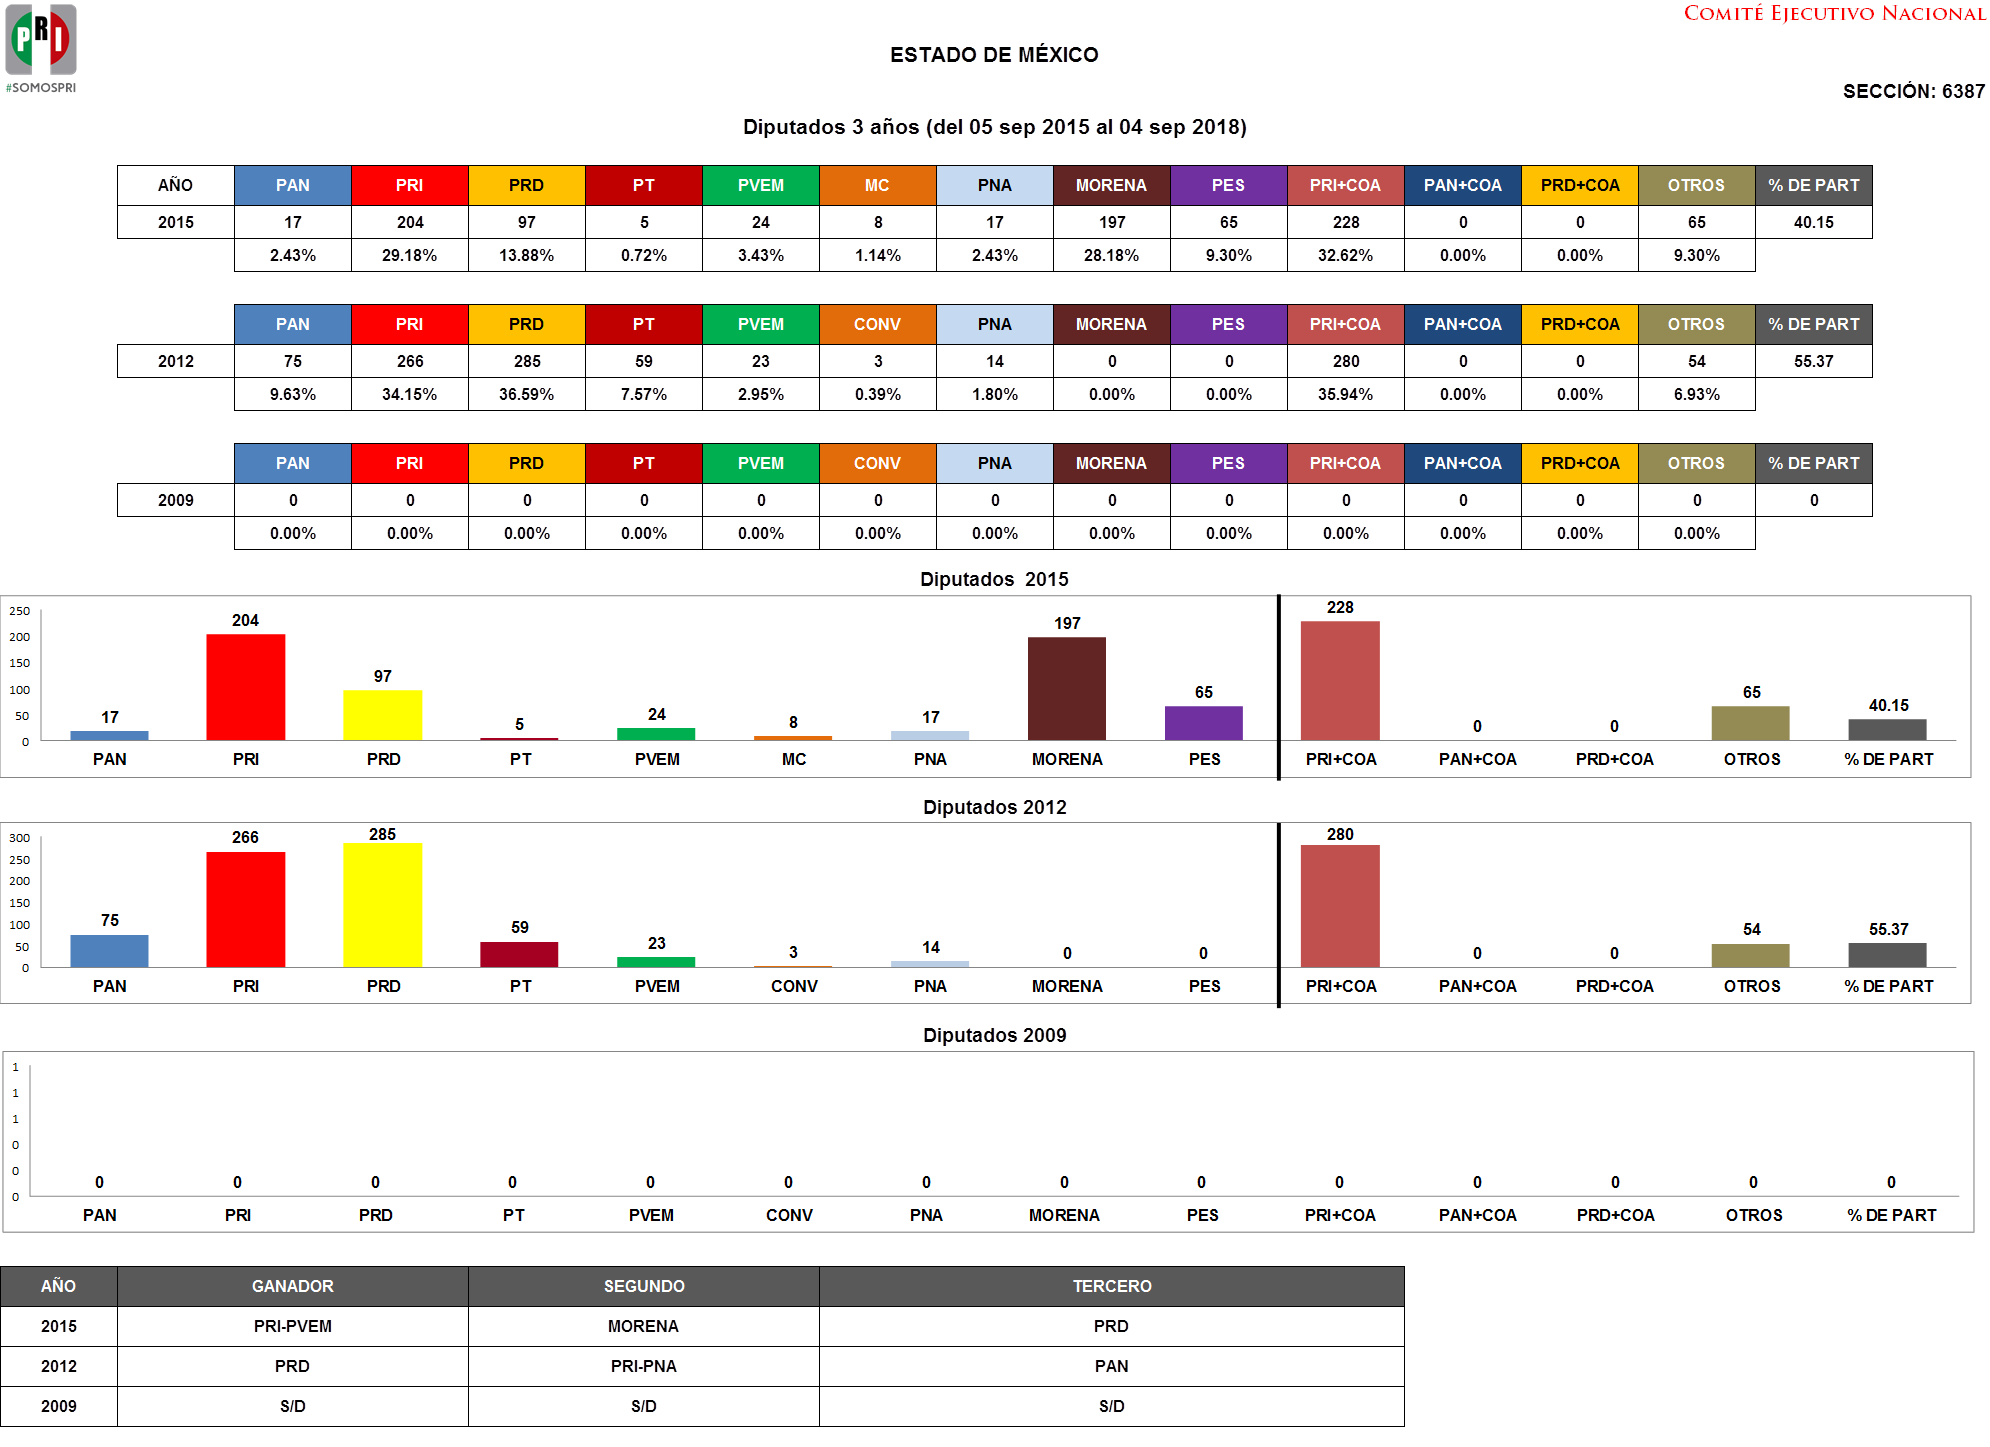 PRI
#SOMOSPRI
COMITÉ EJECUTIVO NACIONAL
ESTADO DE MÉXICO
SECCIÓN: 6387
Diputados 3 años (del 05 sep 2015 al 04 sep 2018)
AÑO PAN PRI PRD PT PVEM MC PNA MORENA PES PRI+COA PAN+COA PRD+COA OTROS % DE PART
2015 17 204 97 5 24 8 17 197 65 228 0 0 65 40.15
2.43% 29.18% 13.88% 0.72% 3.43% 1.14% 2.43% 28.18% 9.30% 32.62% 0.00% 0.00% 9.30%
PAN PRI PRD PT PVEM CONV PNA MORENA PES PRI+COA PAN+COA PRD+COA OTROS % DE PART
2012 75 266 285 59 23 3 14 0 0 280 0 0 54 55.37
9.63% 34.15% 36.59% 7.57% 2.95% 0.39% 1.80% 0.00% 0.00% 35.94% 0.00% 0.00% 6.93%
PAN PRI PRD PT PVEM CONV PNA MORENA PES PRI+COA PAN+COA PRD+COA OTROS % DE PART
2009 0 0 0 0 0 0 0 0 0 0 0 0 0 0
0.00% 0.00% 0.00% 0.00% 0.00% 0.00% 0.00% 0.00% 0.00% 0.00% 0.00% 0.00% 0.00%
Diputados 2015
250
200
150
100
50
0
17 204 97 5 24 8 17 197 65 228 0 0 65 40.15
PAN PRI PRD PT PVEM MC PNA MORENA PES PRI+COA PAN+COA PRD+COA OTROS % DE PART
Diputados 2012
300
250
200
150
100
50
0
75 266 285 59 23 3 14 0 0 280 0 0 54 55.37
PAN PRI PRD PT PVEM CONV PNA MORENA PES PRI+COA PAN+COA PRD+COA OTROS % DE PART
Diputados 2009
1
1
1
0
0
0
0 0 0 0 0 0 0 0 0 0 0 0 0 0
PAN PRI PRD PT PVEM CONV PNA MORENA PES PRI+COA PAN+COA PRD+COA OTROS % DE PART
AÑO GANADOR SEGUNDO TERCERO
2015 PRI-PVEM MORENA PRD
2012 PRD PRI-PNA PAN
2009 S/D S/D S/D